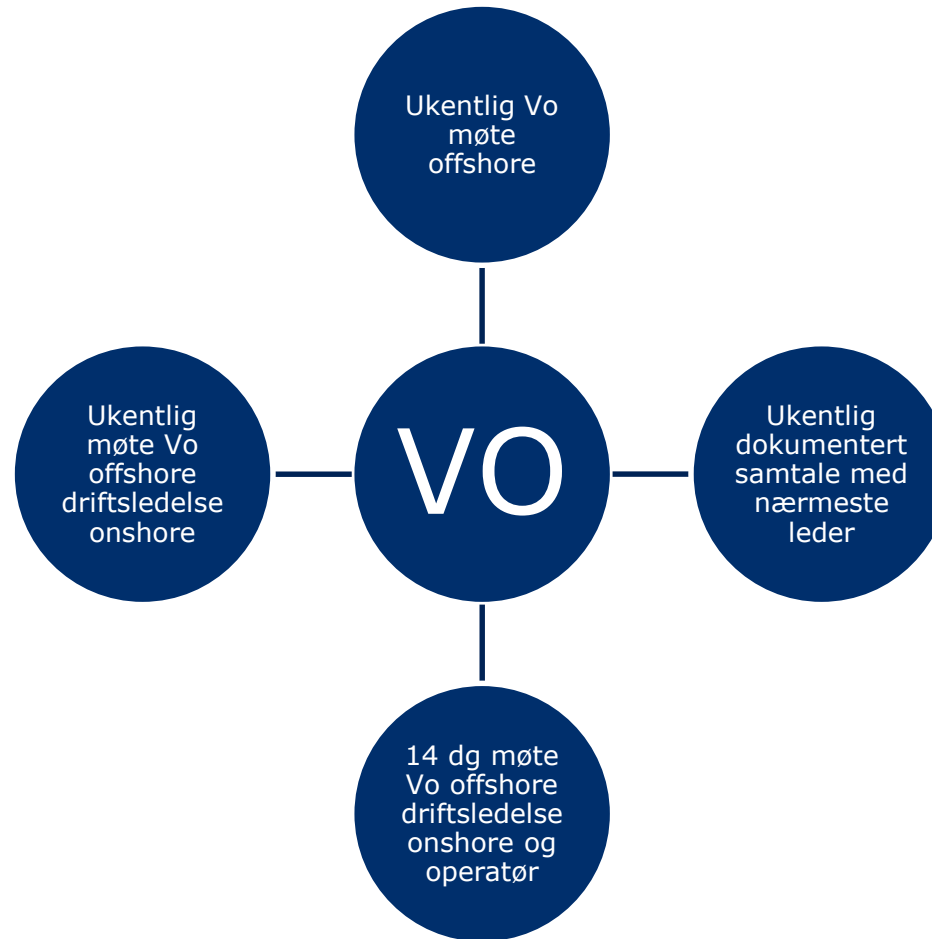 Ukentlig Vo
møte
offshore
Ukentlig
møte Vo
offshore
driftsledelse
onshore
VO
Ukentlig
dokumentert
samtale med
nærmeste
leder
14 dg møte
Vo offshore
driftsledelse
onshore og
operatør